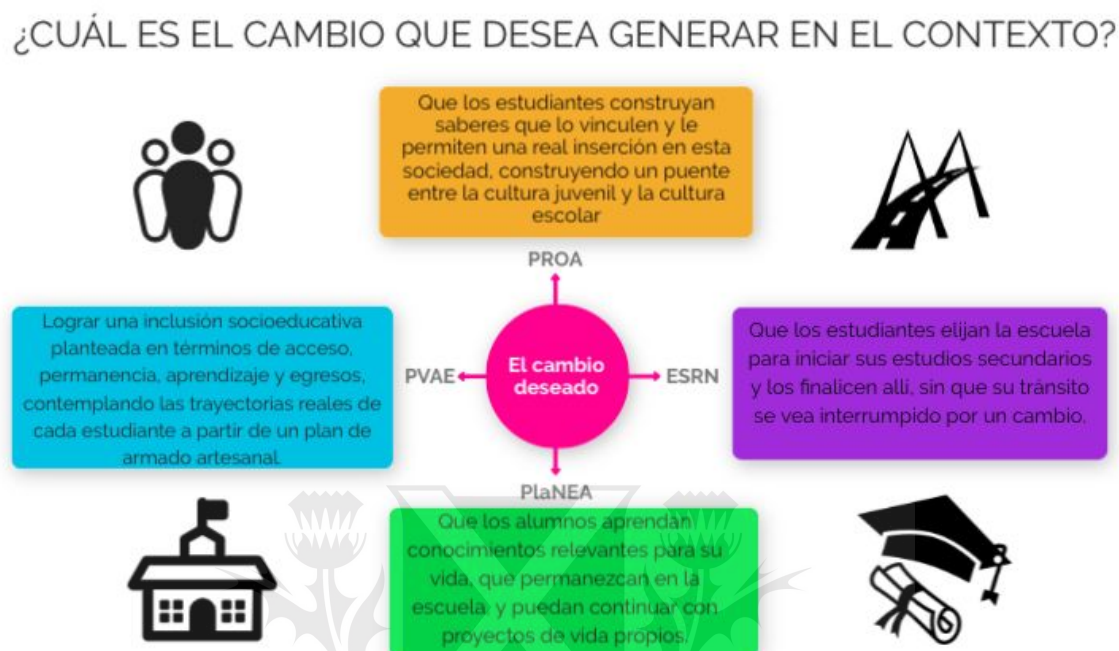 ¿CUÁL ES EL CAMBIO QUE DESEA GENERAR EN EL CONTEXTO?
Que los estudiantes construyan
saberes que lo vinculen y le
permiten una real inserción en esta
sociedad, construyendo un puente
entre la cultura juvenil y la cultura
escolar
PROA
Lograr una inclusión socioeducativa
planteada en términos de acceso,
permanencia, aprendizaje y egresos,
contemplando las trayectorias reales de
cada estudiante a partir de un plan de
armado artesanal.
PVAE
El cambio
deseado
ESRN
Que los estudiantes elijan la escuela
para iniciar sus estudios secundarios
y los finalicen allí, sin que su tránsito
se vea interrumpido por un cambio.
PlaNEA
Que los alumnos aprendan
conocimientos relevantes para su
vida, que permanezcan en la
escuela y puedan continuar con
proyectos de vida propios.